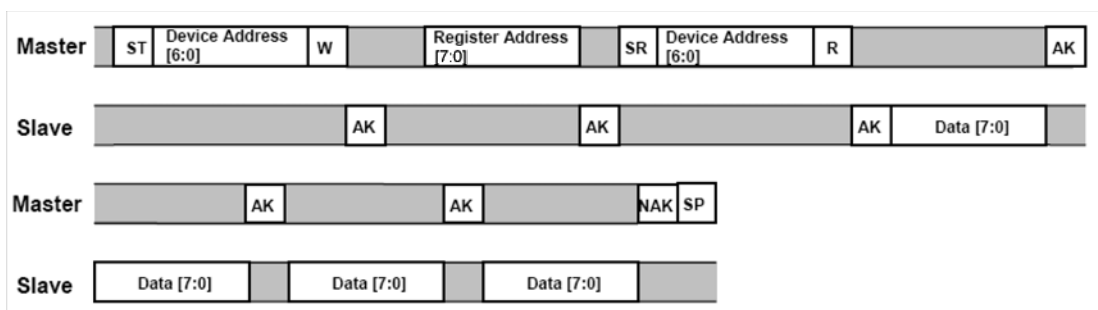 Master ST Device Address [6:0] W Register Address [7:0] SR Device Address [6:0] R AK
Slave AK AK AK Data [7:0]
Master AK AK NAK SP
Slave Data [7:0] Data [7:0] Data [7:0]